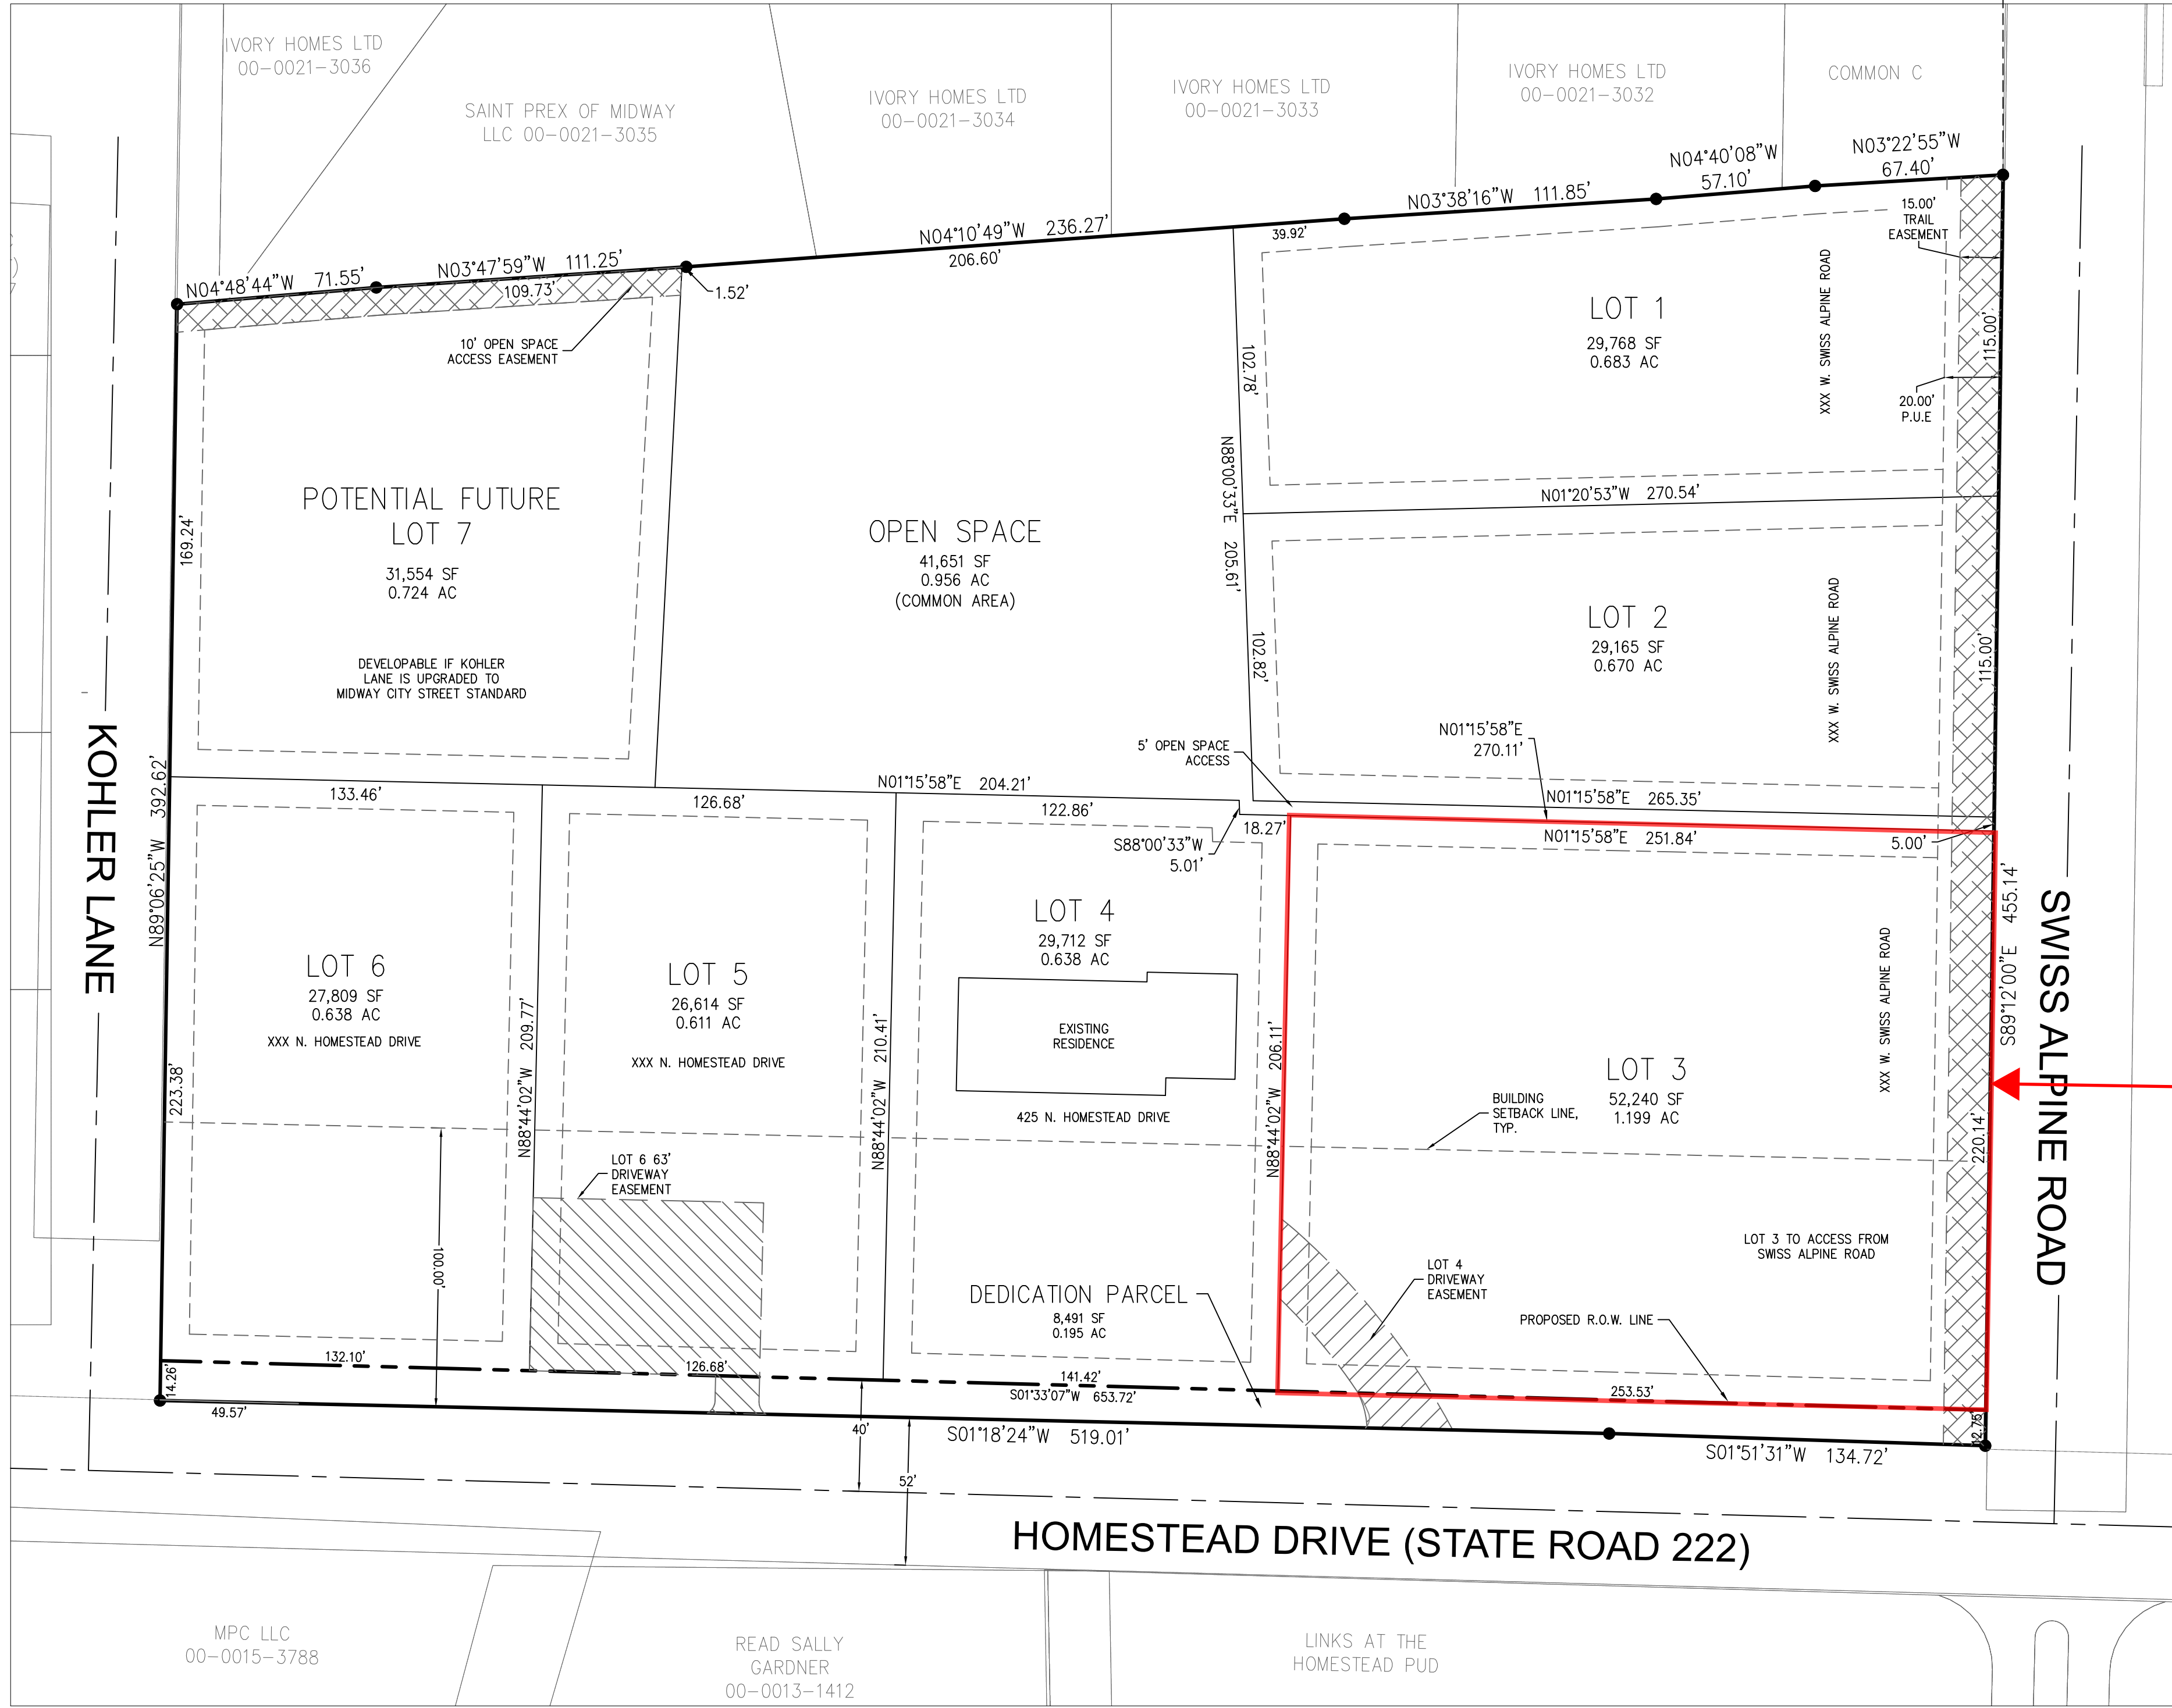 IVORY HOMES LTD
00-0021-3036
SAINT PREX OF MIDWAY
LLC 00-0021-3035
IVORY HOMES LTD
00-0021-3034
IVORY HOMES LTD
00-0021-3033
IVORY HOMES LTD
00-0021-3032
COMMON C
N04°48'44"W 71.55'
N03°47'59"W 111.25'
109.73'
1.52'
N04°10'49"W 236.27'
206.60'
39.92'
N03°38'16"W 111.85'
N04°40'08"W
57.10'
N03°22'55"W
67.40'
15.00'
TRAIL
EASEMENT
10' OPEN SPACE
ACCESS EASEMENT
LOT 1
29,768 SF
0.683 AC
XXX W. SWISS ALPINE ROAD
115.00'
20.00'
P.U.E
102.78'
N88°00'33"E 205.61'
102.82'
N01°20'53"W 270.54'
POTENTIAL FUTURE
LOT 7
31,554 SF
0.724 AC
DEVELOPABLE IF KOHLER
LANE IS UPGRADED TO
MIDWAY CITY STREET STANDARD
169.24'
OPEN SPACE
41,651 SF
0.956 AC
(COMMON AREA)
LOT 2
29,165 SF
0.670 AC
XXX W. SWISS ALPINE ROAD
115.00'
N01°15'58"E
270.11'
5' OPEN SPACE
ACCESS
N01°15'58"E 265.35'
N01°15'58"E 251.84'
5.00'
KOHLER LANE
N89°06'25"W 392.62'
133.46'
126.68'
N01°15'58"E 204.21'
122.86'
18.27'
S88°00'33"W
5.01'
LOT 6
27,809 SF
0.638 AC
XXX N. HOMESTEAD DRIVE
223.38'
N88°44'02"W 209.77'
LOT 5
26,614 SF
0.611 AC
XXX N. HOMESTEAD DRIVE
N88°44'02"W 210.41'
LOT 4
29,712 SF
0.638 AC
EXISTING
RESIDENCE
425 N. HOMESTEAD DRIVE
N88°44'02"W 206.11'
LOT 3
52,240 SF
1.199 AC
XXX W. SWISS ALPINE ROAD
BUILDING
SETBACK LINE,
TYP.
S89°12'00"E 455.14'
220.14'
SWISS ALPINE ROAD
LOT 6 63'
DRIVEWAY
EASEMENT
100.00'
LOT 3 TO ACCESS FROM
SWISS ALPINE ROAD
LOT 4
DRIVEWAY
EASEMENT
DEDICATION PARCEL
8,491 SF
0.195 AC
PROPOSED R.O.W. LINE
14.26'
132.10'
126.68'
141.42'
S01°33'07"W 653.72'
253.53'
12.75'
49.57'
40'
52'
S01°18'24"W 519.01'
S01°51'31"W 134.72'
HOMESTEAD DRIVE (STATE ROAD 222)
MPC LLC
00-0015-3788
READ SALLY
GARDNER
00-0013-1412
LINKS AT THE
HOMESTEAD PUD